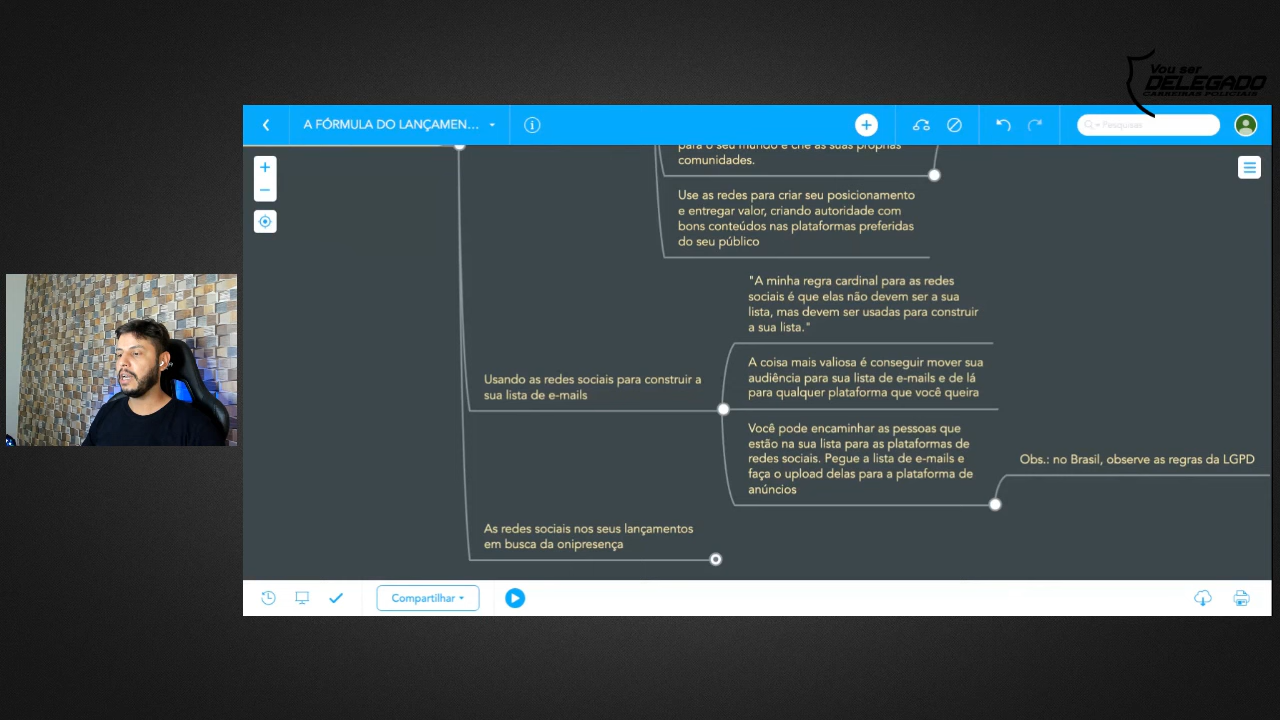 Vou ser
DELEGADO
CARREIRAS POLICIAIS
A FÓRMULA DO LANÇAMEN...
Pesquisar
para o seu mundo e crie as suas próprias
comunidades.
Use as redes para criar seu posicionamento
e entregar valor, criando autoridade com
bons conteúdos nas plataformas preferidas
do seu público
"A minha regra cardinal para as redes
sociais é que elas não devem ser a sua
lista, mas devem ser usadas para construir
a sua lista."
Usando as redes sociais para construir a
sua lista de e-mails
A coisa mais valiosa é conseguir mover sua
audiência para sua lista de e-mails e de lá
para qualquer plataforma que você queira
Você pode encaminhar as pessoas que
estão na sua lista para as plataformas de
redes sociais. Pegue a lista de e-mails e
faça o upload delas para a plataforma de
anúncios
Obs.: no Brasil, observe as regras da LGPD
As redes sociais nos seus lançamentos
em busca da onipresença
Compartilhar